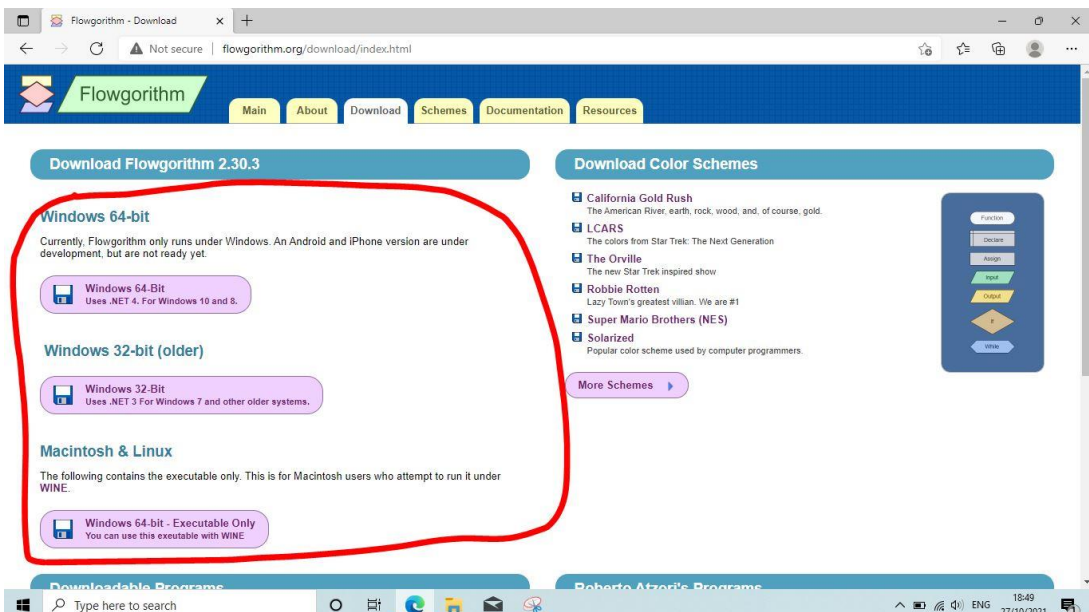 Flowgorithm - Download
Not secure | flowgorithm.org/download/index.html
Flowgorithm
Main About Download Schemes Documentation Resources
Download Flowgorithm 2.30.3
Windows 64-bit
Currently, Flowgorithm only runs under Windows. An Android and iPhone version are under
development, but are not ready yet.
Windows 64-Bit
Uses .NET 4. For Windows 10 and 8.
Windows 32-bit (older)
Windows 32-Bit
Uses .NET 3 For Windows 7 and other older systems.
Macintosh & Linux
The following contains the executable only. This is for Macintosh users who attempt to run it under
WINE.
Windows 64-bit - Executable Only
You can use this exeutable with WINE
Downloadable Programs
Download Color Schemes
California Gold Rush
The American River, earth, rock, wood, and, of course, gold.
LCARS
The colors from Star Trek: The Next Generation
The Orville
The new Star Trek inspired show
Robbie Rotten
Lazy Town's greatest villian. We are #1
Super Mario Brothers (NES)
Solarized
Popular color scheme used by computer programmers.
More Schemes
Function
Declare
Assign
Input
Output
If
While
Roberto Atzori's Programs
Type here to search
ENG
18:49
27/10/2021